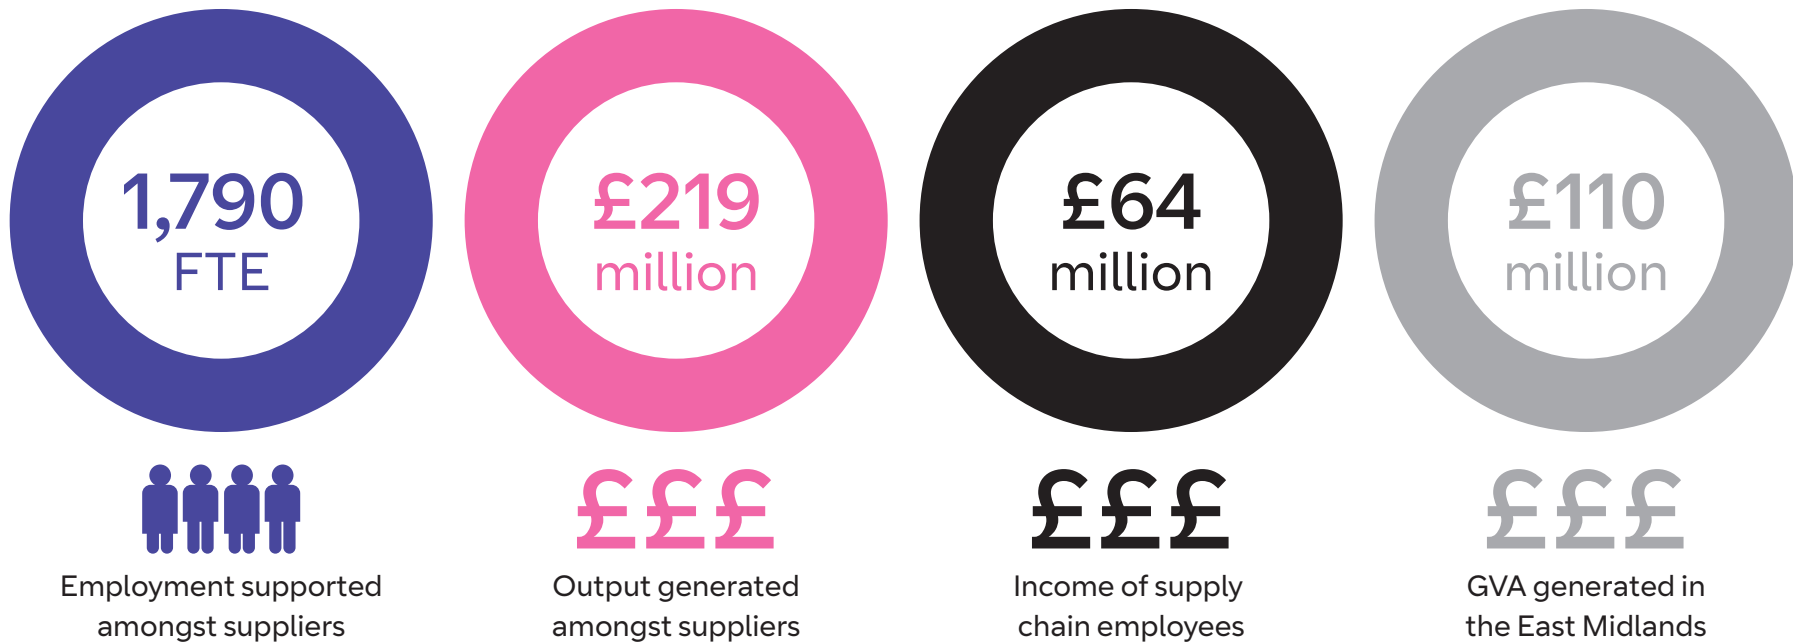 1,790
FTE
£219
million
£64
million
£110
million
£££
£££
£££
Employment supported
amongst suppliers
Output generated
amongst suppliers
Income of supply
chain employees
GVA generated in
the East Midlands